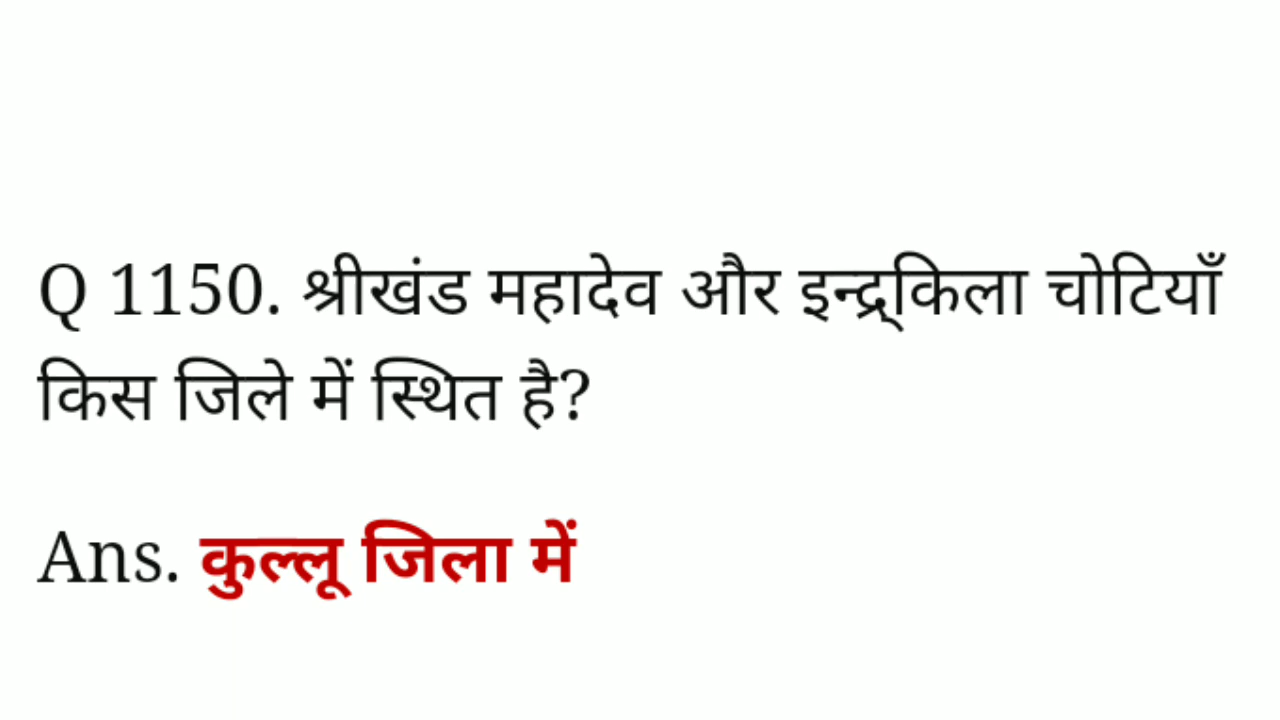 Q 1150. श्रीखंड महादेव और इन्द्र्किला चोटियाँ
किस जिले में स्थित है?
Ans. कुल्लू जिला में